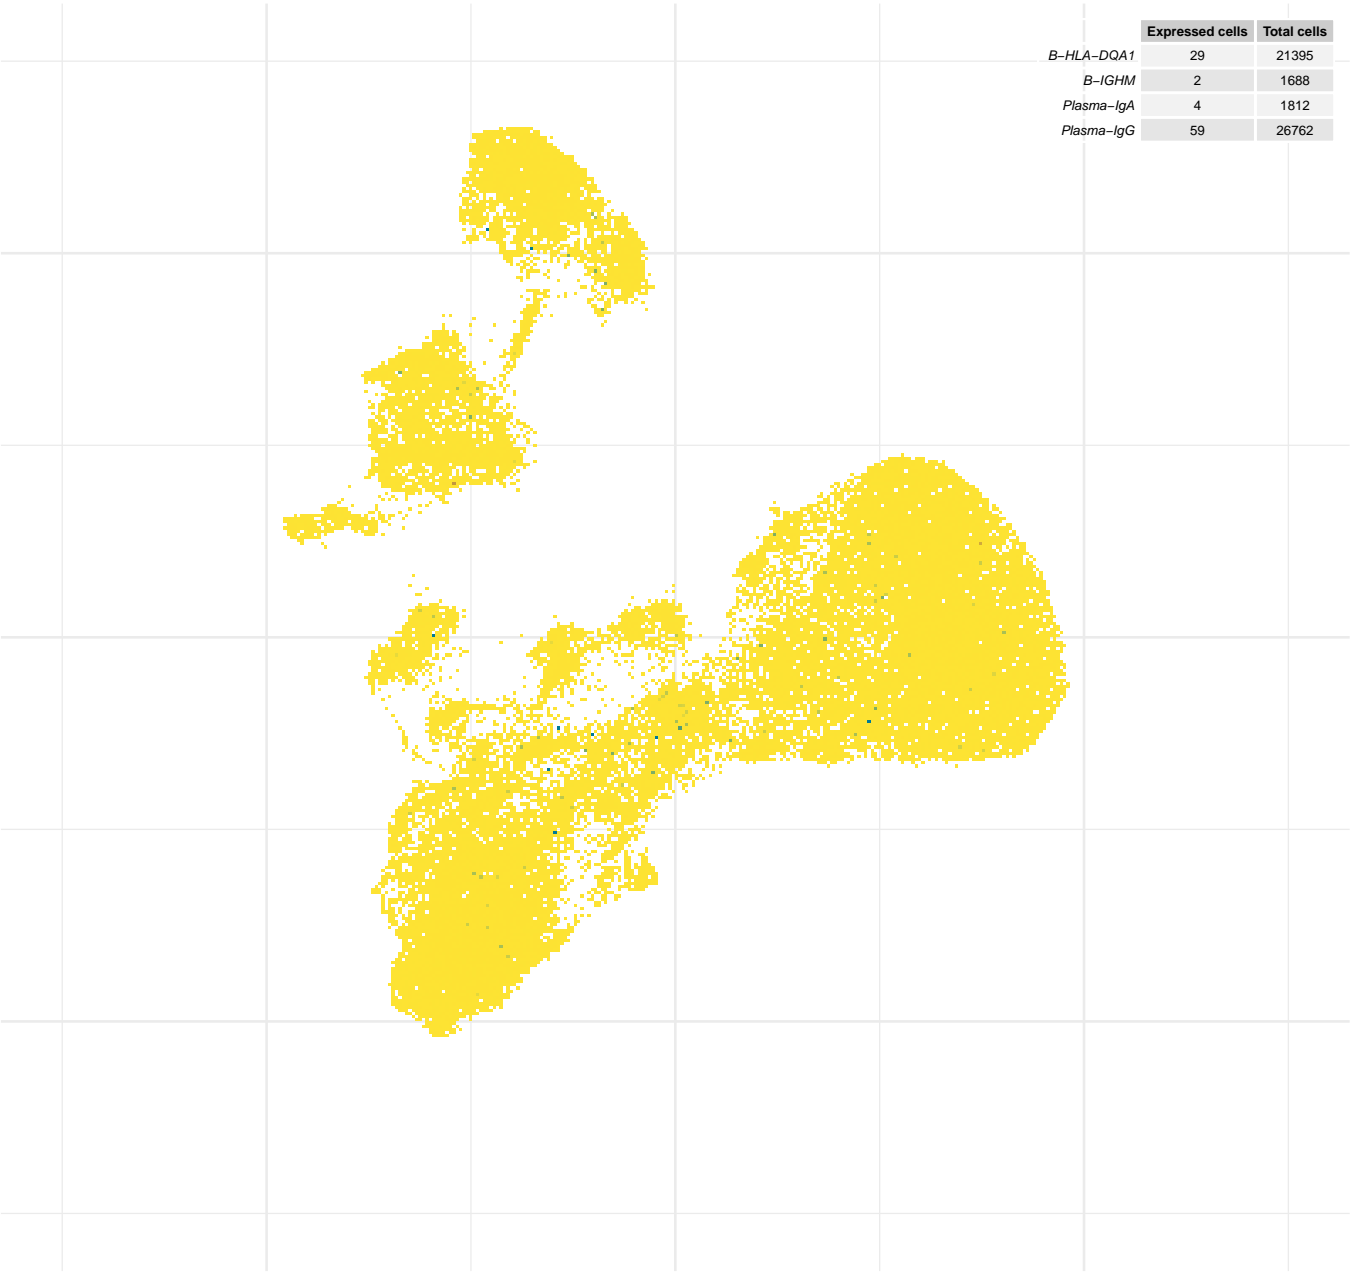 Expressed cells Total cells
B−HLA−DQA1 29 21395
B−IGHM 2 1688
Plasma−IgA 4 1812
Plasma−IgG 59 26762